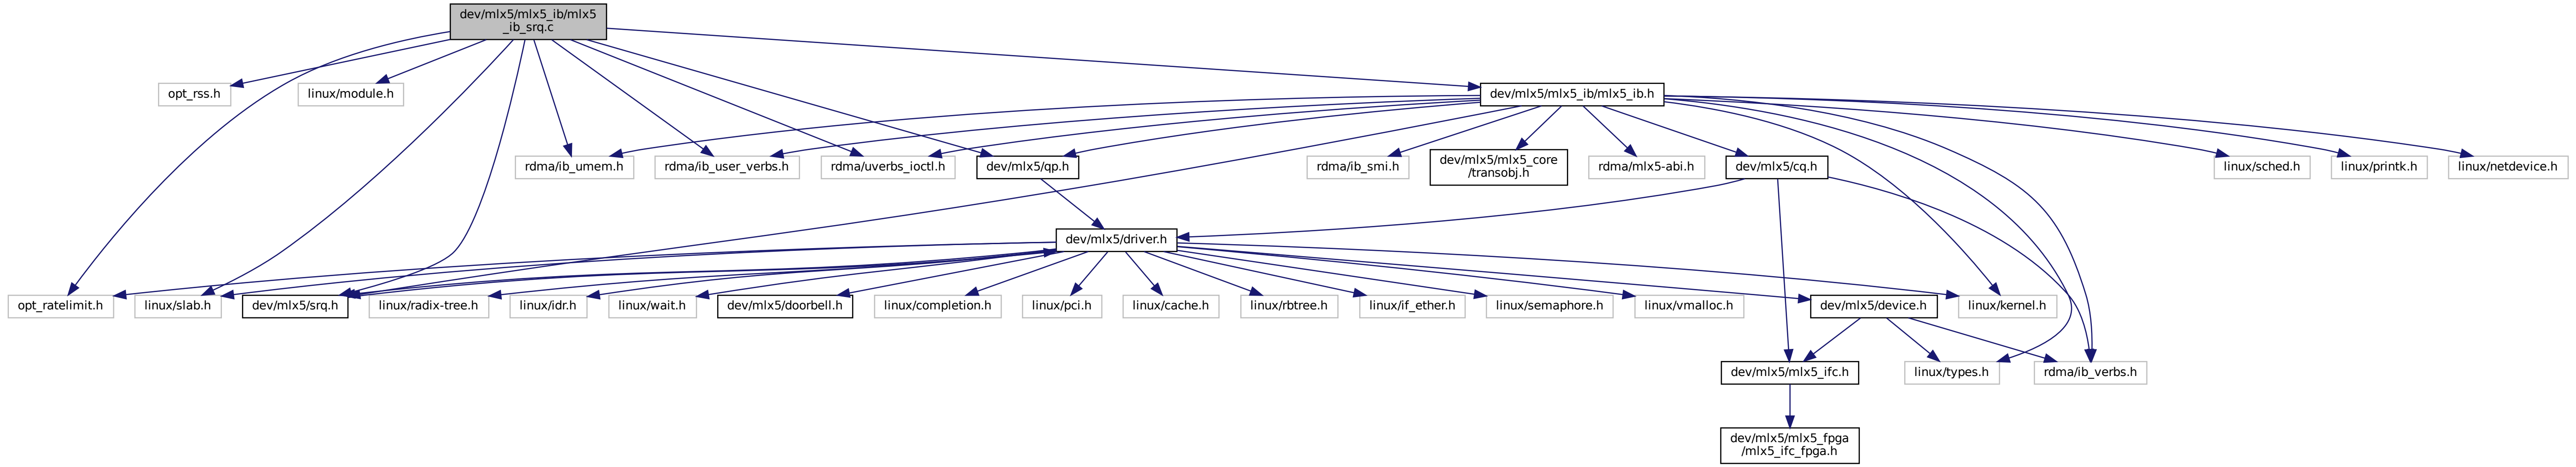 dev/mlx5/mlx5_ib/mlx5
_ib_srq.c
opt_rss.h
linux/module.h
dev/mlx5/mlx5_ib/mlx5_ib.h
rdma/ib_umem.h
rdma/ib_user_verbs.h
rdma/uverbs_ioctl.h
dev/mlx5/qp.h
rdma/ib_smi.h
dev/mlx5/mlx5_core
/transobj.h
rdma/mlx5-abi.h
dev/mlx5/cq.h
linux/sched.h
linux/printk.h
linux/netdevice.h
dev/mlx5/driver.h
opt_ratelimit.h
linux/slab.h
dev/mlx5/srq.h
linux/radix-tree.h
linux/idr.h
linux/wait.h
dev/mlx5/doorbell.h
linux/completion.h
linux/pci.h
linux/cache.h
linux/rbtree.h
linux/if_ether.h
linux/semaphore.h
linux/vmalloc.h
dev/mlx5/device.h
linux/kernel.h
dev/mlx5/mlx5_ifc.h
linux/types.h
rdma/ib_verbs.h
dev/mlx5/mlx5_fpga
/mlx5_ifc_fpga.h